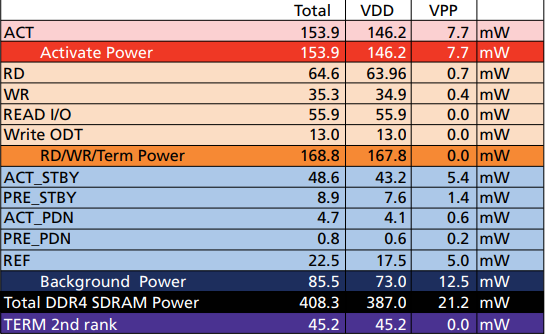 Total VDD VPP
ACT 153.9 146.2 7.7 mW
Activate Power 153.9 146.2 7.7 mW
RD 64.6 63.96 0.7 mW
WR 35.3 34.9 0.4 mW
READ I/O 55.9 55.9 0.0 mW
Write ODT 13.0 13.0 0.0 mW
RD/WR/Term Power 168.8 167.8 0.0 mW
ACT_STBY 48.6 43.2 5.4 mW
PRE_STBY 8.9 7.6 1.4 mW
ACT_PDN 4.7 4.1 0.6 mW
PRE_PDN 0.8 0.6 0.2 mW
REF 22.5 17.5 5.0 mW
Background Power 85.5 73.0 12.5 mW
Total DDR4 SDRAM Power 408.3 387.0 21.2 mW
TERM 2nd rank 45.2 45.2 0.0 mW